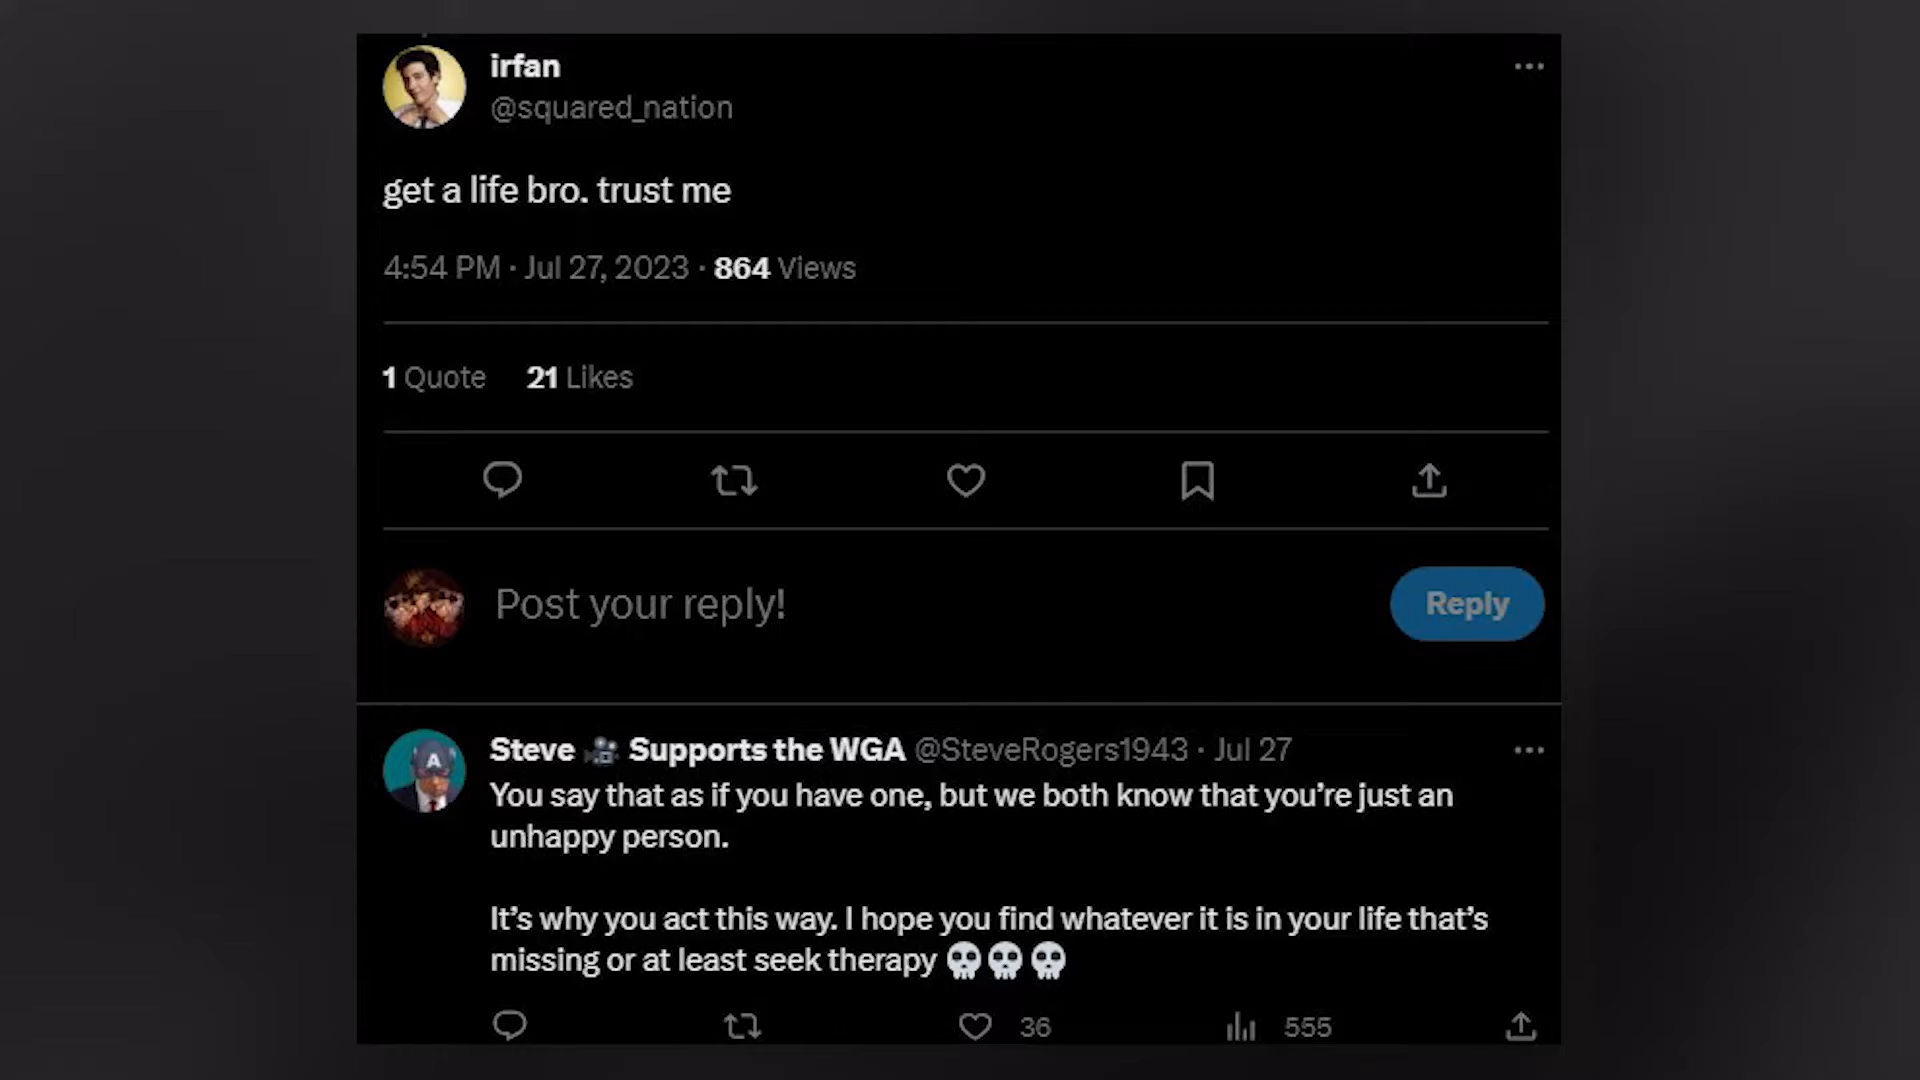 irfan
@squared_nation
get a life bro. trust me
4:54 PM · Jul 27, 2023 · 864 Views
1 Quote 21 Likes
Post your reply!
Reply
Steve 🎥 Supports the WGA @SteveRogers1943 · Jul 27
You say that as if you have one, but we both know that you’re just an
unhappy person.
It’s why you act this way. I hope you find whatever it is in your life that’s
missing or at least seek therapy 💀💀💀
36 555
A